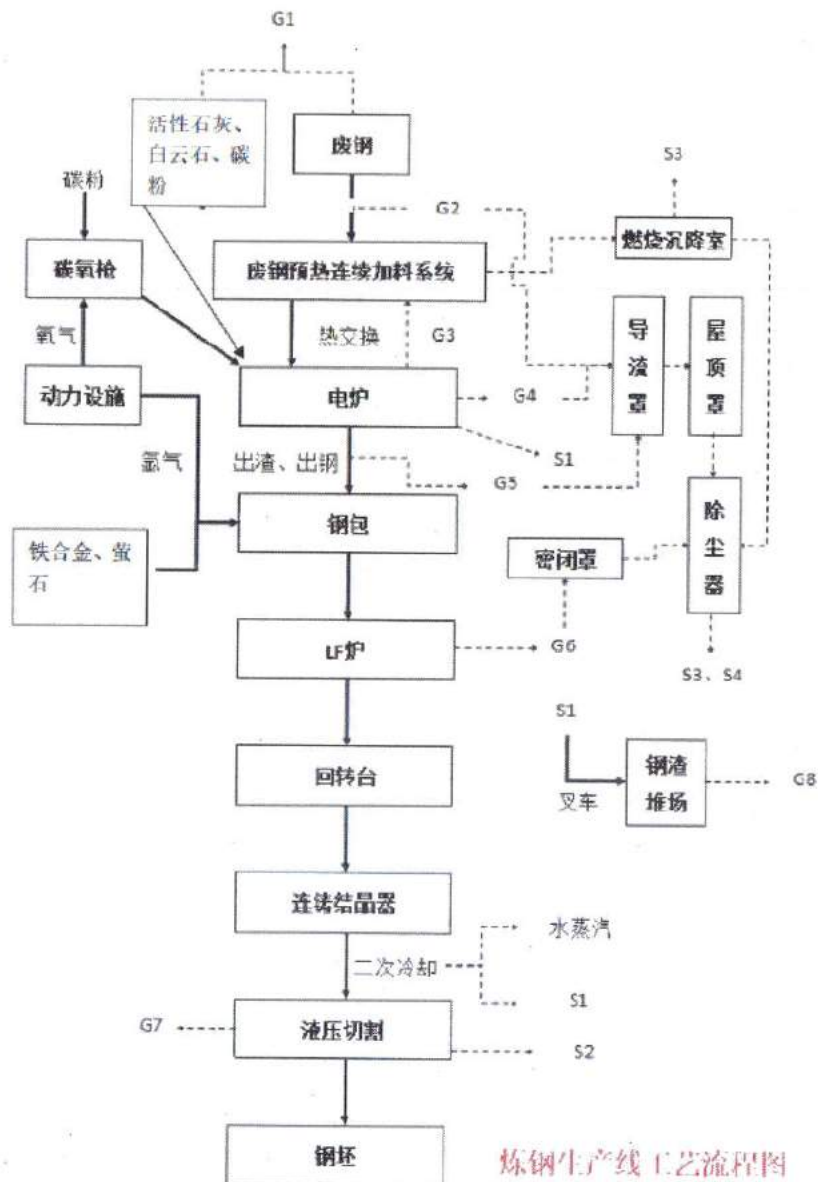 G1
活性石灰、
白云石、碳
粉
废钢
S3
碳粉
G2
燃烧沉降室
碳氧枪
废钢预热连续加料系统
氧气
热交换
G3
导流罩
屋顶罩
动力设施
电炉
G4
氩气
出渣、出钢
S1
G5
除尘器
钢包
密闭罩
铁合金、萤
石
LF炉
G6
S3、S4
S1
回转台
钢渣
堆场
G8
叉车
连铸结晶器
水蒸汽
二次冷却
S1
G7
液压切割
S2
钢坯
炼钢生产线工艺流程图